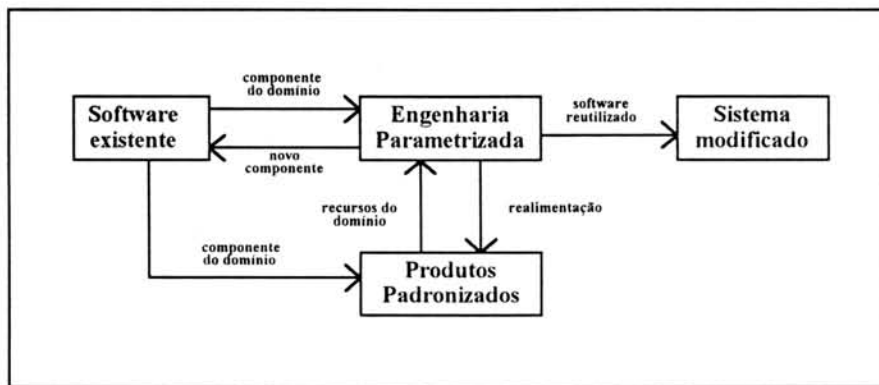 componente
do domínio
Software
existente
Engenharia
Parametrizada
software
reutilizado
Sistema
modificado
novo
componente
recursos do
domínio
realimentação
componente
do domínio
Produtos
Padronizados